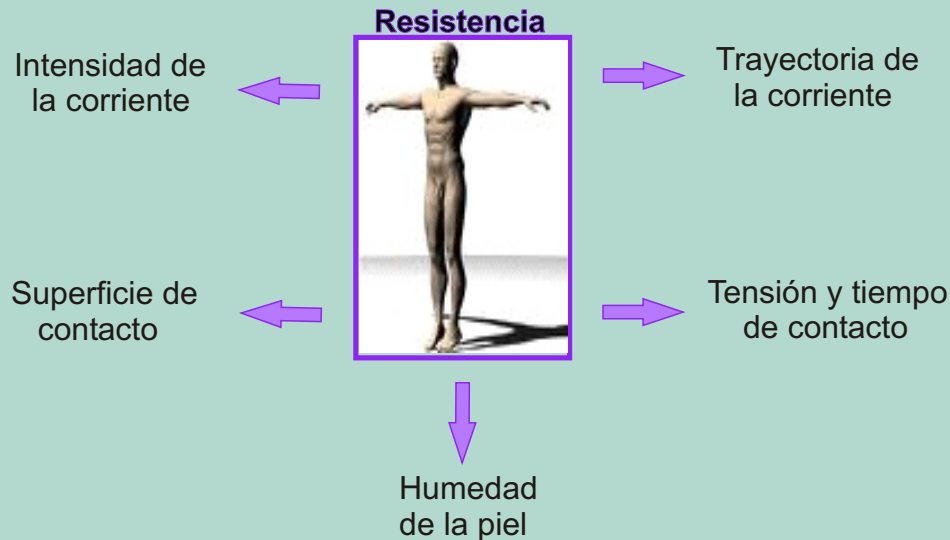 Resistencia
Intensidad de
la corriente
Trayectoria de
la corriente
Superficie de
contacto
Tensión y tiempo
de contacto
Humedad
de la piel